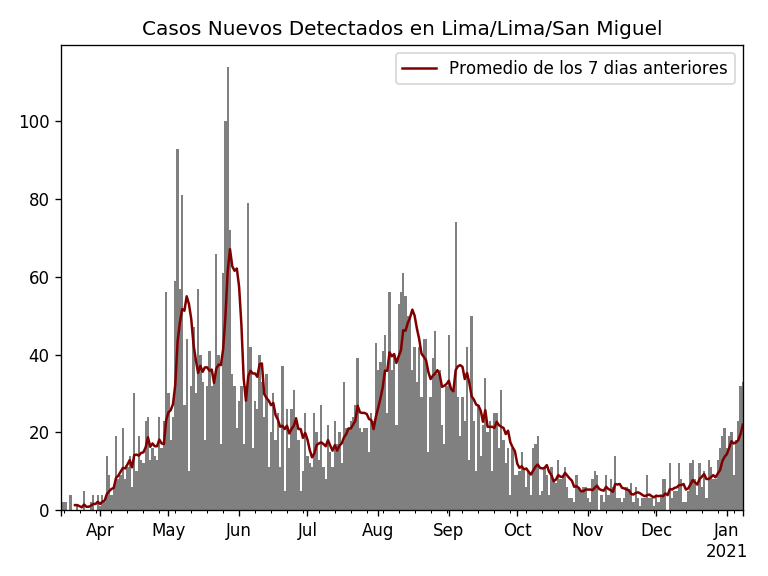 Casos Nuevos Detectados en Lima/Lima/San Miguel
Promedio de los 7 dias anteriores
100
80
60
40
20
0
Apr May Jun Jul Aug Sep Oct Nov Dec Jan
2021